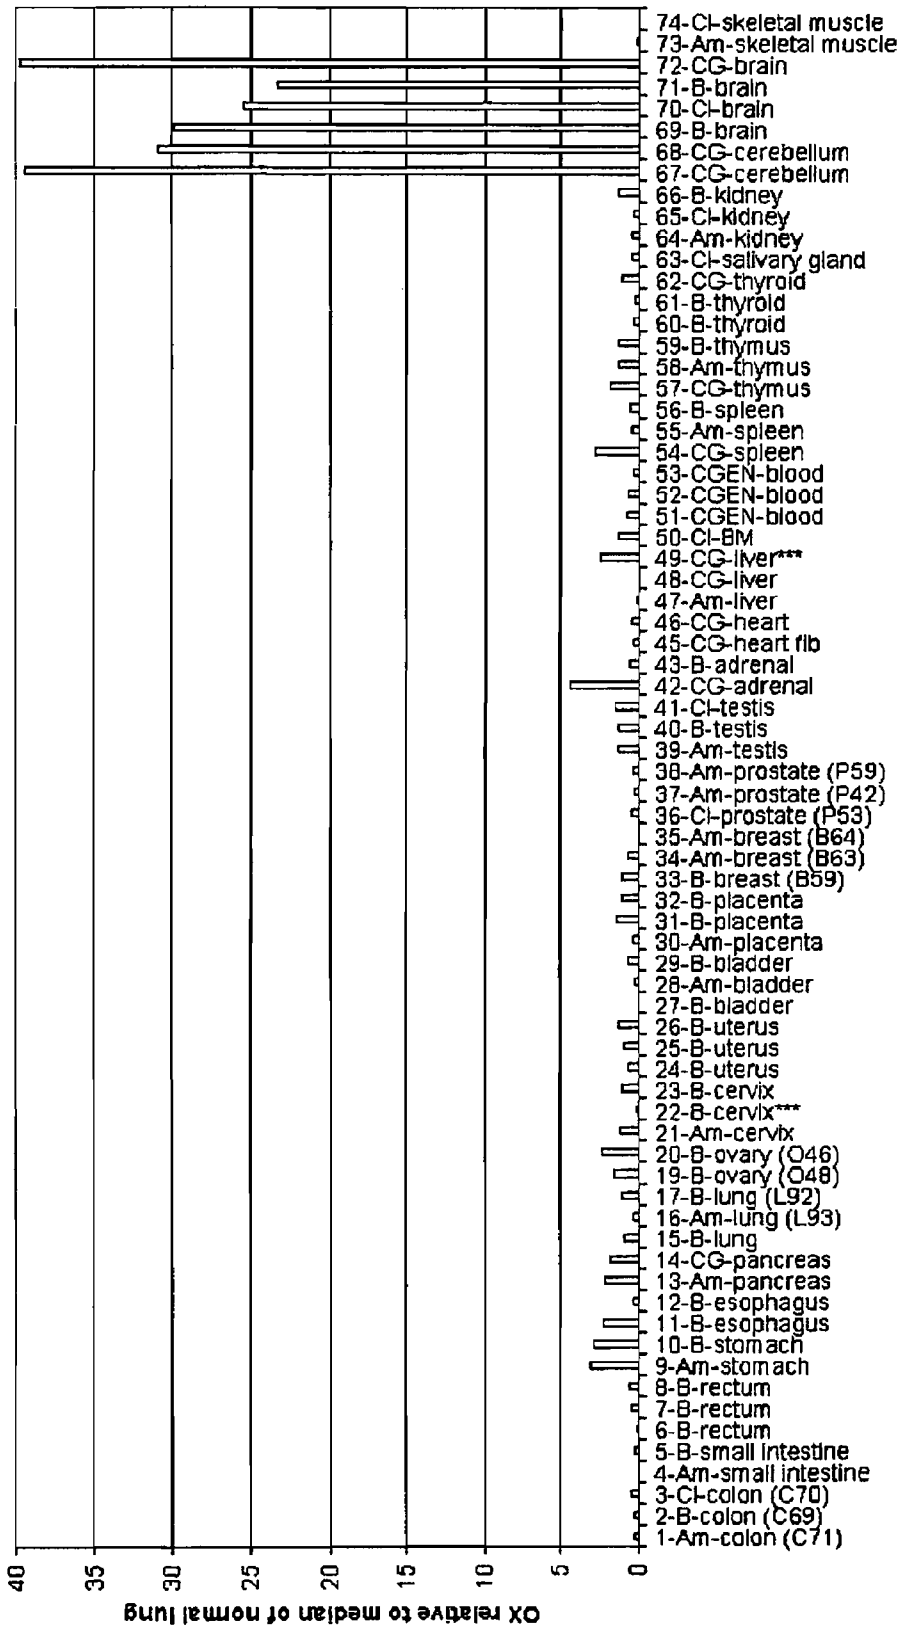 74-Cl-skeletal muscle
73-Am-skeletal muscle
72-CG-brain
71-B-brain
70-Cl-brain
69-B-brain
68-CG-cerebellum
67-CG-cerebellum
66-B-kidney
65-Cl-kidney
64-Am-kidney
63-Cl-salivary gland
62-CG-thyroid
61-B-thyroid
60-B-thyroid
59-B-thymus
58-Am-thymus
57-CG-thymus
56-B-spleen
55-Am-spleen
54-CG-spleen
53-CGEN-blood
52-CGEN-blood
51-CGEN-blood
50-Cl-BM
49-CG-liver***
48-CG-liver
47-Am-liver
46-CG-heart
45-CG-heart fib
43-B-adrenal
42-CG-adrenal
41-Cl-testis
40-B-testis
39-Am-testis
38-Am-prostate (P59)
37-Am-prostate (P42)
36-Cl-prostate (P53)
35-Am-breast (B64)
34-Am-breast (B63)
33-B-breast (B59)
32-B-placenta
31-B-placenta
30-Am-placenta
29-B-bladder
28-Am-bladder
27-B-bladder
26-B-uterus
25-B-uterus
24-B-uterus
23-B-cervix
22-B-cervix***
21-Am-cervix
20-B-ovary (O46)
19-B-ovary (O48)
17-B-lung (L92)
16-Am-lung (L93)
15-B-lung
14-CG-pancreas
13-Am-pancreas
12-B-esophagus
11-B-esophagus
10-B-stomach
9-Am-stomach
8-B-rectum
7-B-rectum
6-B-rectum
5-B-small intestine
4-Am-small intestine
3-Cl-colon (C70)
2-B-colon (C69)
1-Am-colon (C71)
40
35
30
25
20
15
10
5
0
QX relative to median of normal lung